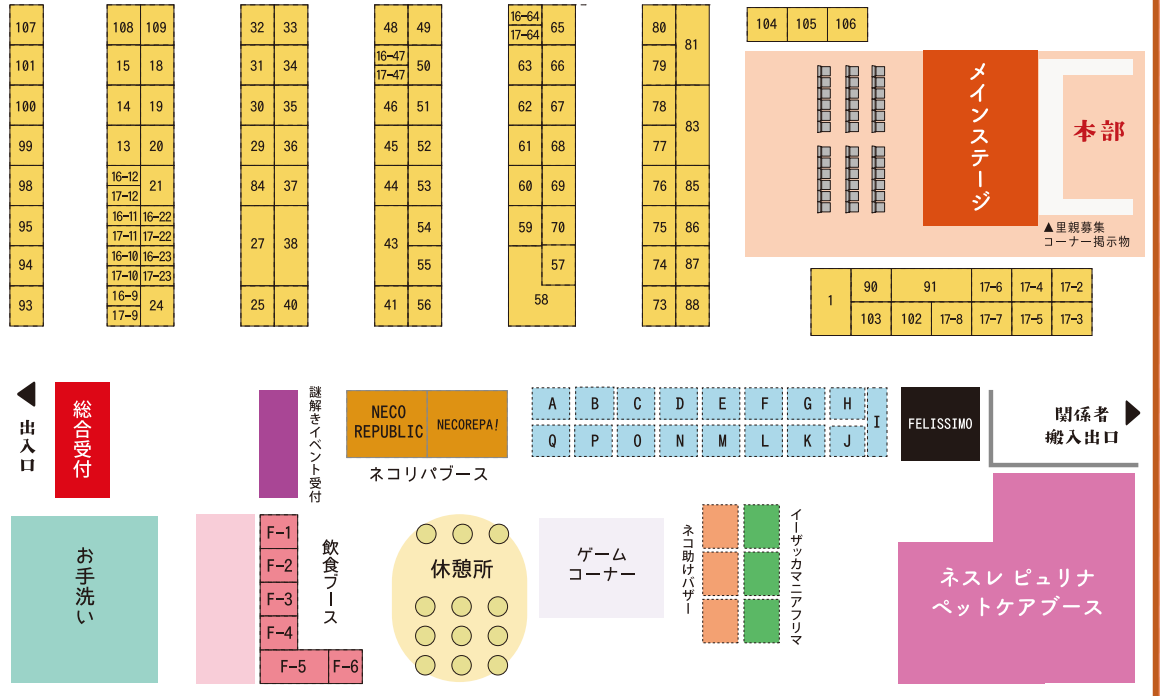 107
101
100
99
98
95
94
93
108 109
15 18
14 19
13 20
16-12
17-12
21
16-11 16-22
17-11 17-22
16-10 16-23
17-10 17-23
16-9
17-9
24
32 33
31 34
30 35
29 36
84 37
27 38
25 40
48 49
16-47
17-47
50
46 51
45 52
44 53
43
54
55
41 56
16-64
17-64
65
63 66
62 67
61 68
60 69
59 70
57
58
80
81
79
78
83
77
76 85
75 86
74 87
73 88
104 105 106
メインステージ
本部
▲里親募集
コーナー掲示物
1
90 91 17-6 17-4 17-2
103 102 17-8 17-7 17-5 17-3
出入口
総合受付
謎解きイベント受付
NECO
REPUBLIC
NECOREPA!
ネコリパブース
A B C D E F G H
I
Q P O N M L K J
FELISSIMO
関係者
搬入出口
お手洗い
F-1
F-2
F-3
F-4
F-5 F-6
飲食ブース
休憩所
ゲーム
コーナー
ネコ助けバザー
イーザッカマニアフリマ
ネスレ ピュリナ
ペットケアブース